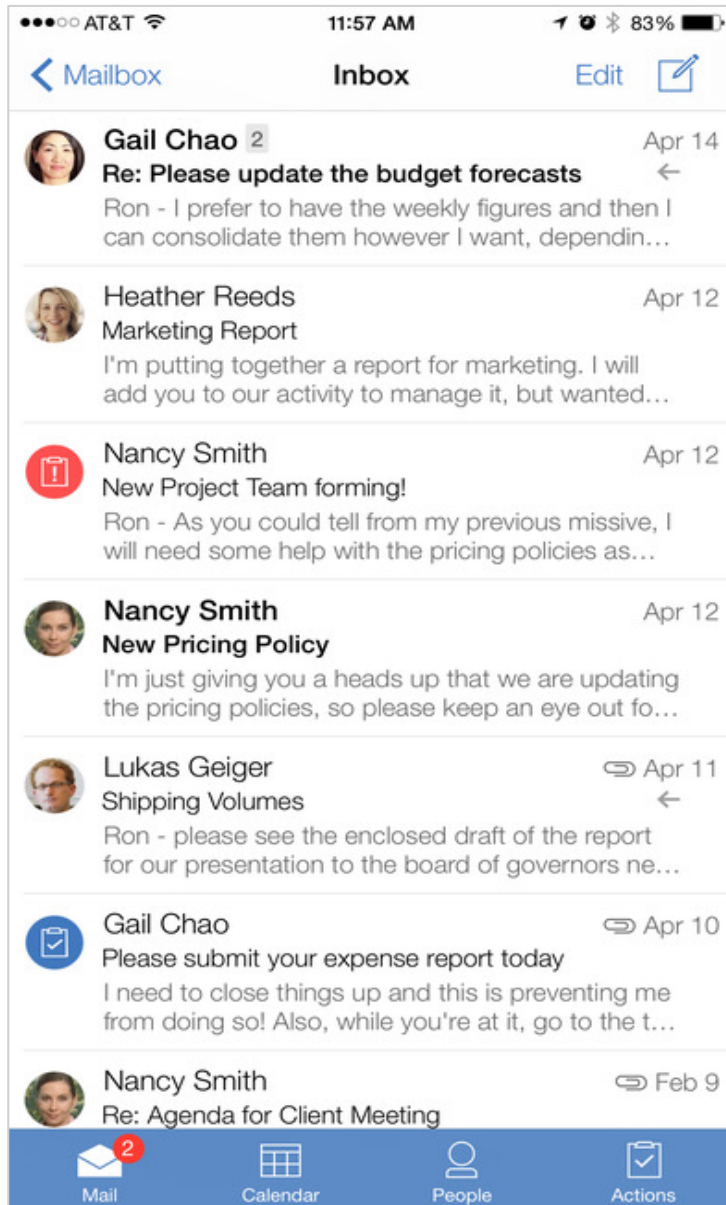 AT&T 11:57 AM 83%
Mailbox Inbox Edit
Gail Chao 2 Apr 14
Re: Please update the budget forecasts
Ron - I prefer to have the weekly figures and then I
can consolidate them however I want, dependin...
Heather Reeds Apr 12
Marketing Report
I'm putting together a report for marketing. I will
add you to our activity to manage it, but wanted...
Nancy Smith Apr 12
New Project Team forming!
Ron - As you could tell from my previous missive, I
will need some help with the pricing policies as...
Nancy Smith Apr 12
New Pricing Policy
I'm just giving you a heads up that we are updating
the pricing policies, so please keep an eye out fo...
Lukas Geiger Apr 11
Shipping Volumes
Ron - please see the enclosed draft of the report
for our presentation to the board of governors ne...
Gail Chao Apr 10
Please submit your expense report today
I need to close things up and this is preventing me
from doing so! Also, while you're at it, go to the t...
Nancy Smith Feb 9
Re: Agenda for Client Meeting
2
Mail Calendar People Actions